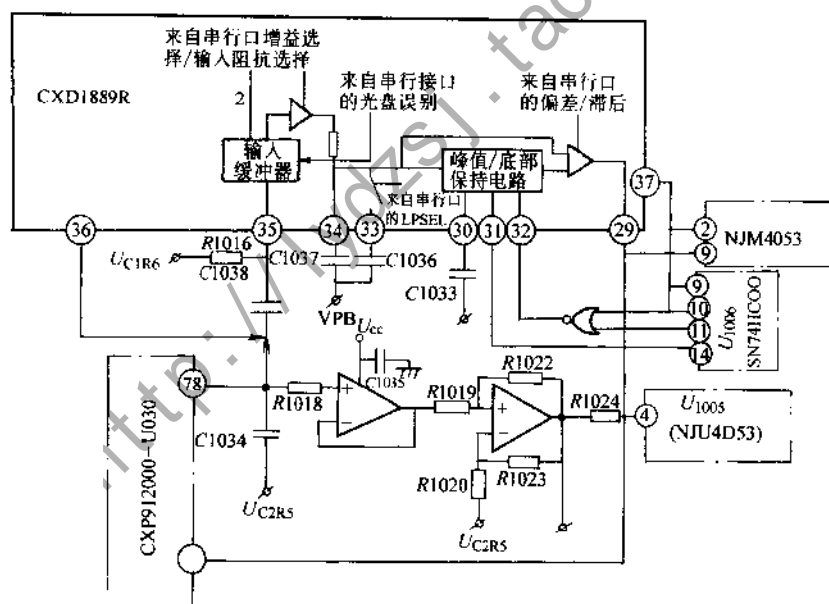 来自串行口增益选
择/输入阻抗选择
CXD1889R
2
来自串行接口
的光盘误别
来自串行口
的偏差/滞后
输入
缓冲器
峰值/底部
保持电路
来自串行口
的LPSEL
37
36
35
34
33
30
31
32
29
2
9
NJM4053
R1016
UC1R6
C1038
C1037
C1036
C1033
VPB
9
10
11
14
U1006
SN74HCOO
Ucc
C1035
78
R1018
R1019
R1022
R1024
4
U1005
(NJU4D53)
C1034
R1020
R1023
UC2R5
UC2R5
CXP912000-U030
http://lydzsj.tao